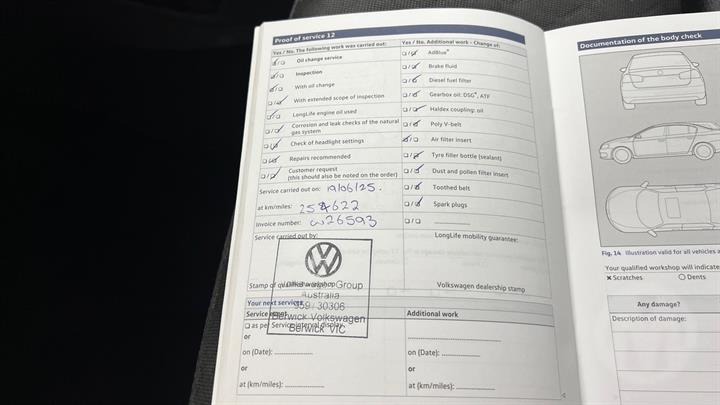 Proof of service 12
Yes / No. The following work was carried out:
Oil change service
Inspection
With oil change
With extended scope of inspection
LongLife engine oil used
Corrosion and leak checks of the natural
gas system
Check of headlight settings
Repairs recommended
Customer request
(this should also be noted on the order)
Service carried out on: 19/06/25.
at km/miles: 254622
Invoice number: W26593
Service carried out by:
Stamp of qualified workshop
Volkswagen Group
Australia
30306
Berwick Volkswagen
Berwick VIC
Your next services
Service
as per Service interval display
or
on (Date):
or
at (km/miles):
Yes / No. Additional work – Change of:
AdBlue®
Brake fluid
Diesel fuel filter
Gearbox oil: DSG®, ATF
Haldex coupling: oil
Poly V-belt
Air filter insert
Tyre filler bottle (sealant)
Dust and pollen filter insert
Toothed belt
Spark plugs
LongLife mobility guarantee:
Volkswagen dealership stamp
Additional work
on (Date):
or
at (km/miles):
Documentation of the body check
Fig. 14 Illustration valid for all vehicles
Your qualified workshop will indicate
Scratches
Dents
Any damage?
Description of damage: